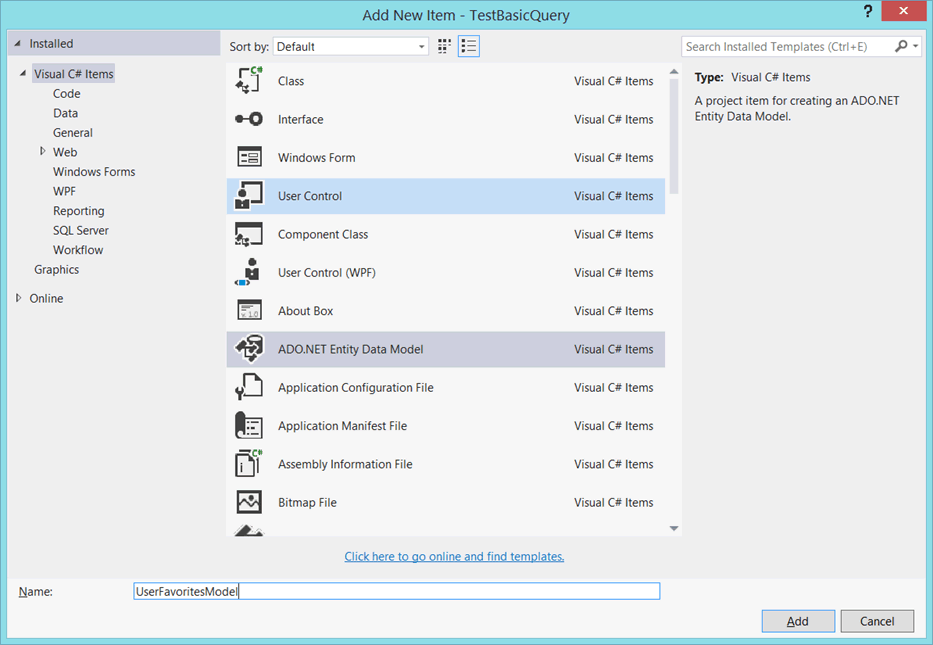 Add New Item - TestBasicQuery
?
Installed
Sort by: Default
Search Installed Templates (Ctrl+E)
Visual C# Items
Code
Data
General
Web
Windows Forms
WPF
Reporting
SQL Server
Workflow
Graphics
Online
Class Visual C# Items
Interface Visual C# Items
Windows Form Visual C# Items
User Control Visual C# Items
Component Class Visual C# Items
User Control (WPF) Visual C# Items
About Box Visual C# Items
ADO.NET Entity Data Model Visual C# Items
Application Configuration File Visual C# Items
Application Manifest File Visual C# Items
Assembly Information File Visual C# Items
Bitmap File Visual C# Items
Type: Visual C# Items
A project item for creating an ADO.NET
Entity Data Model.
Click here to go online and find templates.
Name: UserFavoritesModel
Add Cancel